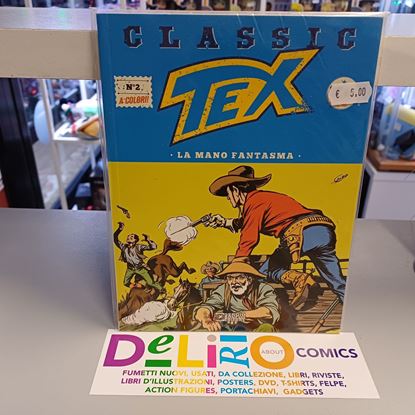 CLASSIC
TEX
N°2
A COLORI!
€ 5,00
· LA MANO FANTASMA ·
DeLiRiO ABOUT COMICS
FUMETTI NUOVI, USATI, DA COLLEZIONE, LIBRI, RIVISTE,
LIBRI D'ILLUSTRAZIONI, POSTERS, DVD, T-SHIRTS, FELPE,
ACTION FIGURES, PORTACHIAVI, GADGETS